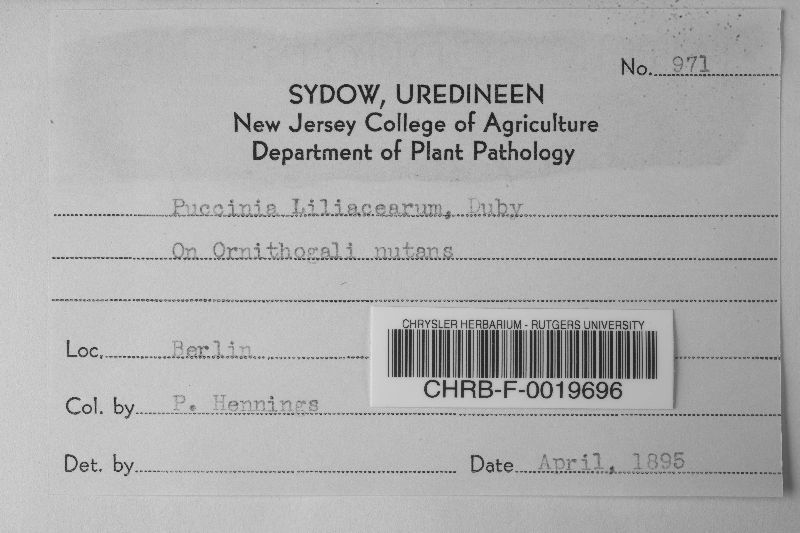 No. 971
SYDOW, UREDINEEN
New Jersey College of Agriculture
Department of Plant Pathology
Puccinia Liliacearum, Duby
On Ornithogali nutans
Loc. Berlin
CHRYSLER HERBARIUM - RUTGERS UNIVERSITY
CHRB-F-0019696
Col. by P. Hennings
Det. by
Date April, 1895